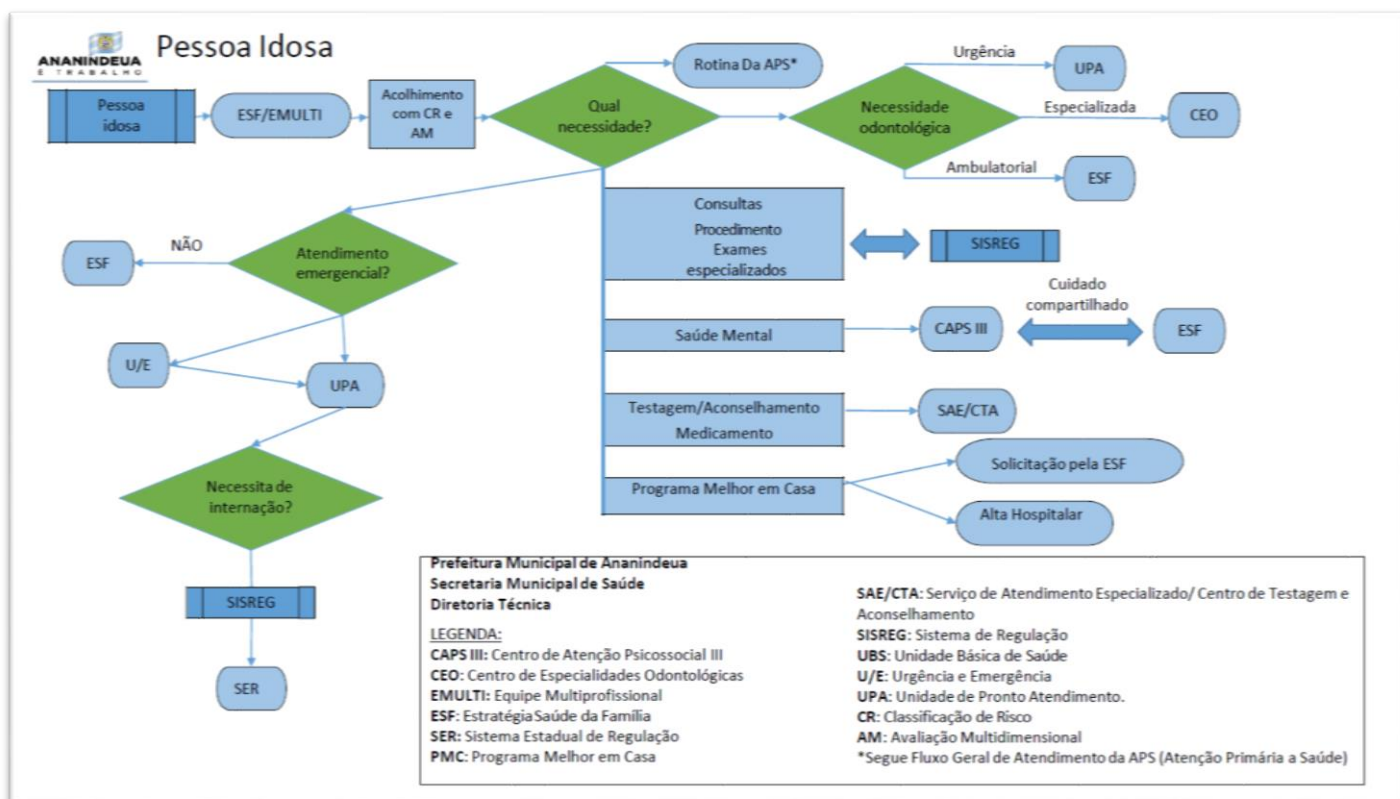 ANANINDEUA
É TRABALHO
Pessoa Idosa
Pessoa
idosa
ESF/EMULTI
Acolhimento
com CR e
AM
Qual
necessidade?
Rotina Da APS*
Necessidade
odontológica
Urgência
UPA
Especializada
CEO
Ambulatorial
ESF
Consultas
Procedimento
Exames
especializados
SISREG
Atendimento
emergencial?
NÃO
ESF
U/E
UPA
Saúde Mental
CAPS III
Cuidado
compartilhado
ESF
Testagem/Aconselhamento
Medicamento
SAE/CTA
Programa Melhor em Casa
Solicitação pela ESF
Alta Hospitalar
Necessita de
internação?
SISREG
SER
Prefeitura Municipal de Ananindeua
Secretaria Municipal de Saúde
Diretoria Técnica
LEGENDA:
CAPS III: Centro de Atenção Psicossocial III
CEO: Centro de Especialidades Odontológicas
EMULTI: Equipe Multiprofissional
ESF: Estratégia Saúde da Família
SER: Sistema Estadual de Regulação
PMC: Programa Melhor em Casa
SAE/CTA: Serviço de Atendimento Especializado/ Centro de Testagem e
Aconselhamento
SISREG: Sistema de Regulação
UBS: Unidade Básica de Saúde
U/E: Urgência e Emergência
UPA: Unidade de Pronto Atendimento.
CR: Classificação de Risco
AM: Avaliação Multidimensional
*Segue Fluxo Geral de Atendimento da APS (Atenção Primária a Saúde)